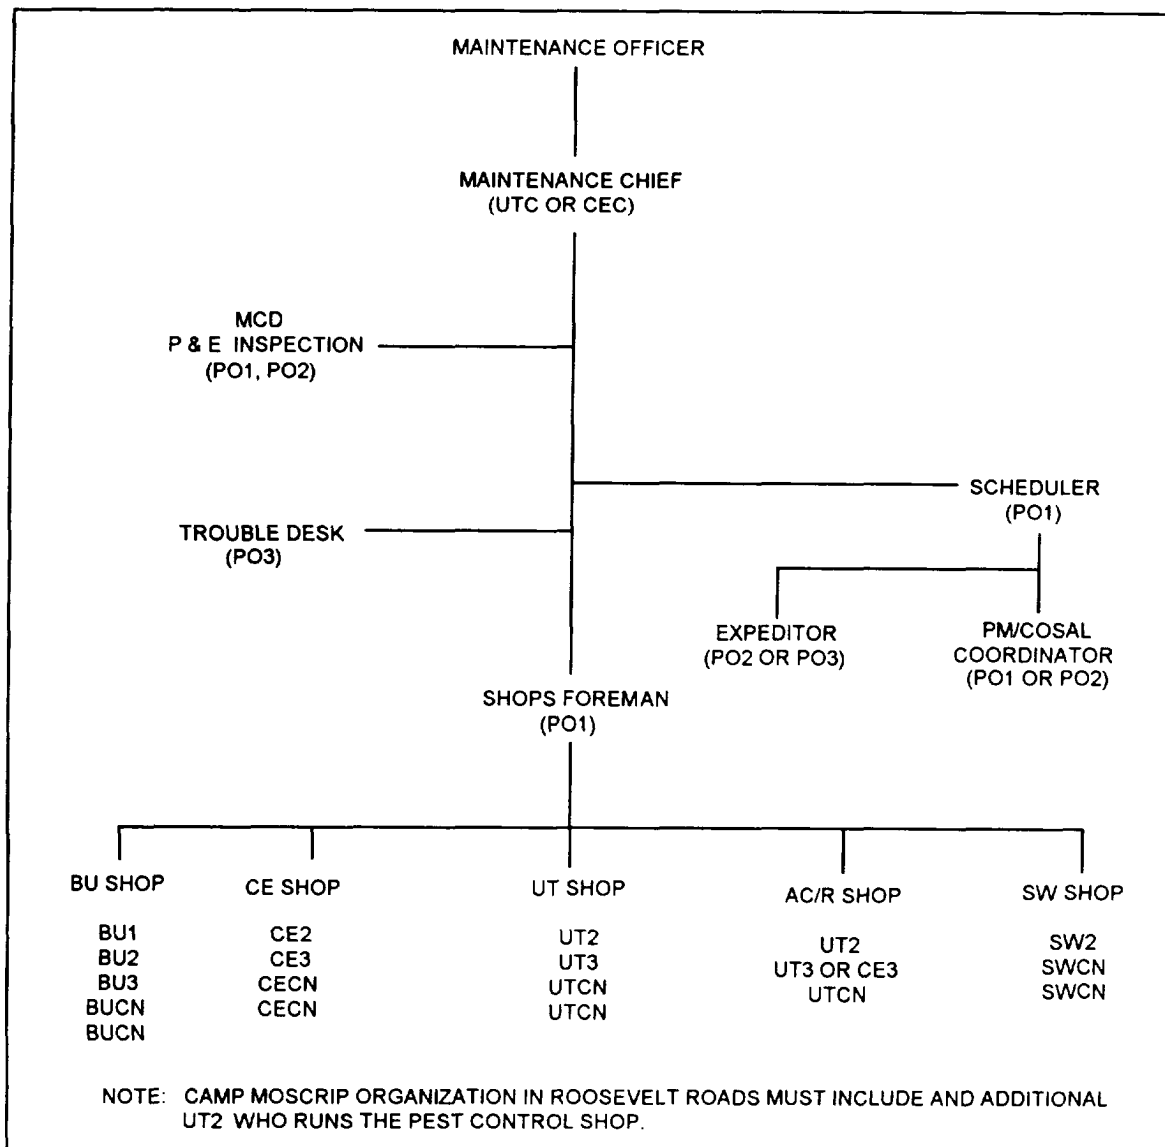 MAINTENANCE OFFICER
MAINTENANCE CHIEF
(UTC OR CEC)
MCD
P & E INSPECTION
(PO1, PO2)
SCHEDULER
(PO1)
TROUBLE DESK
(PO3)
EXPEDITOR
(PO2 OR PO3)
PM/COSAL
COORDINATOR
(PO1 OR PO2)
SHOPS FOREMAN
(PO1)
BU SHOP
BU1
BU2
BU3
BUCN
BUCN
CE SHOP
CE2
CE3
CECN
CECN
UT SHOP
UT2
UT3
UTCN
UTCN
AC/R SHOP
UT2
UT3 OR CE3
UTCN
SW SHOP
SW2
SWCN
SWCN
NOTE: CAMP MOSCRIP ORGANIZATION IN ROOSEVELT ROADS MUST INCLUDE AND ADDITIONAL
UT2 WHO RUNS THE PEST CONTROL SHOP.